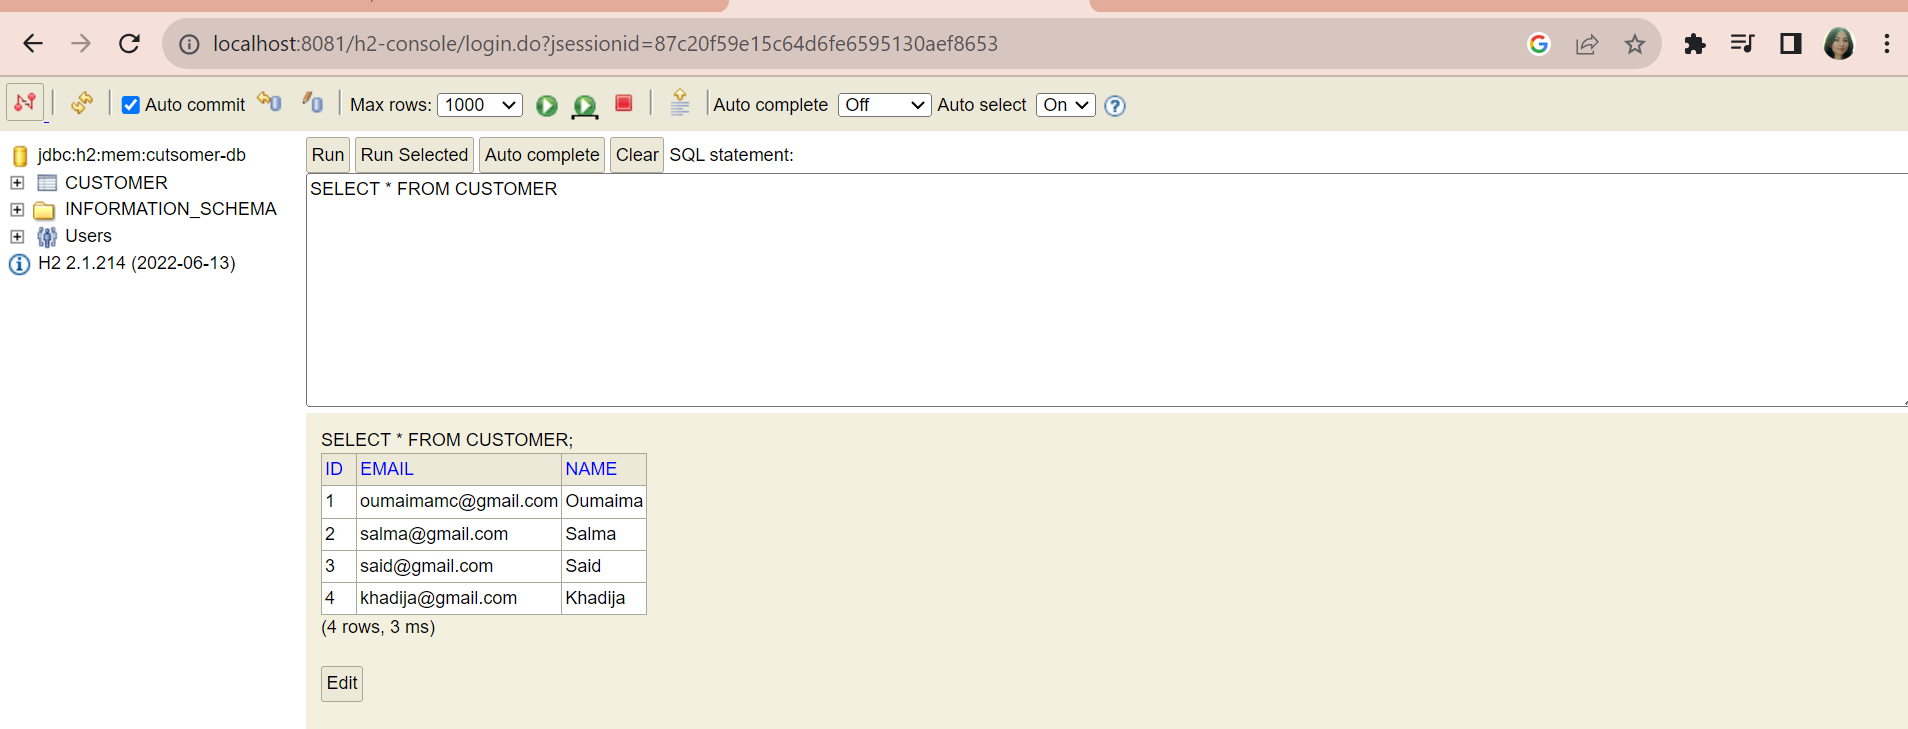 localhost:8081/h2-console/login.do?jsessionid=87c20f59e15c64d6fe6595130aef8653
Auto commit Max rows: 1000 Auto complete Off Auto select On
jdbc:h2:mem:cutsomer-db
CUSTOMER
INFORMATION_SCHEMA
Users
H2 2.1.214 (2022-06-13)
Run Run Selected Auto complete Clear SQL statement:
SELECT * FROM CUSTOMER
SELECT * FROM CUSTOMER;
ID EMAIL NAME
1 oumaimamc@gmail.com Oumaima
2 salma@gmail.com Salma
3 said@gmail.com Said
4 khadija@gmail.com Khadija
(4 rows, 3 ms)
Edit